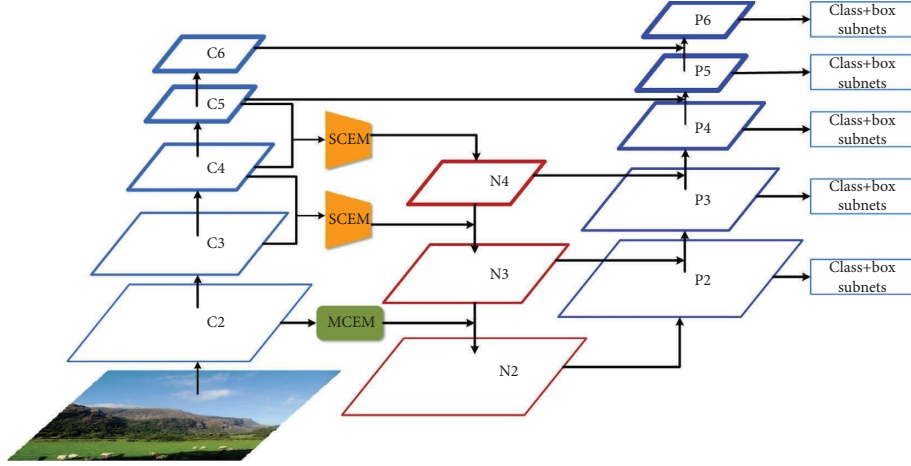 P6
Class+box
subnets
C6
P5
Class+box
subnets
C5
P4
Class+box
subnets
SCEM
C4
N4
P3
Class+box
subnets
SCEM
C3
N3
P2
Class+box
subnets
C2
MCEM
N2